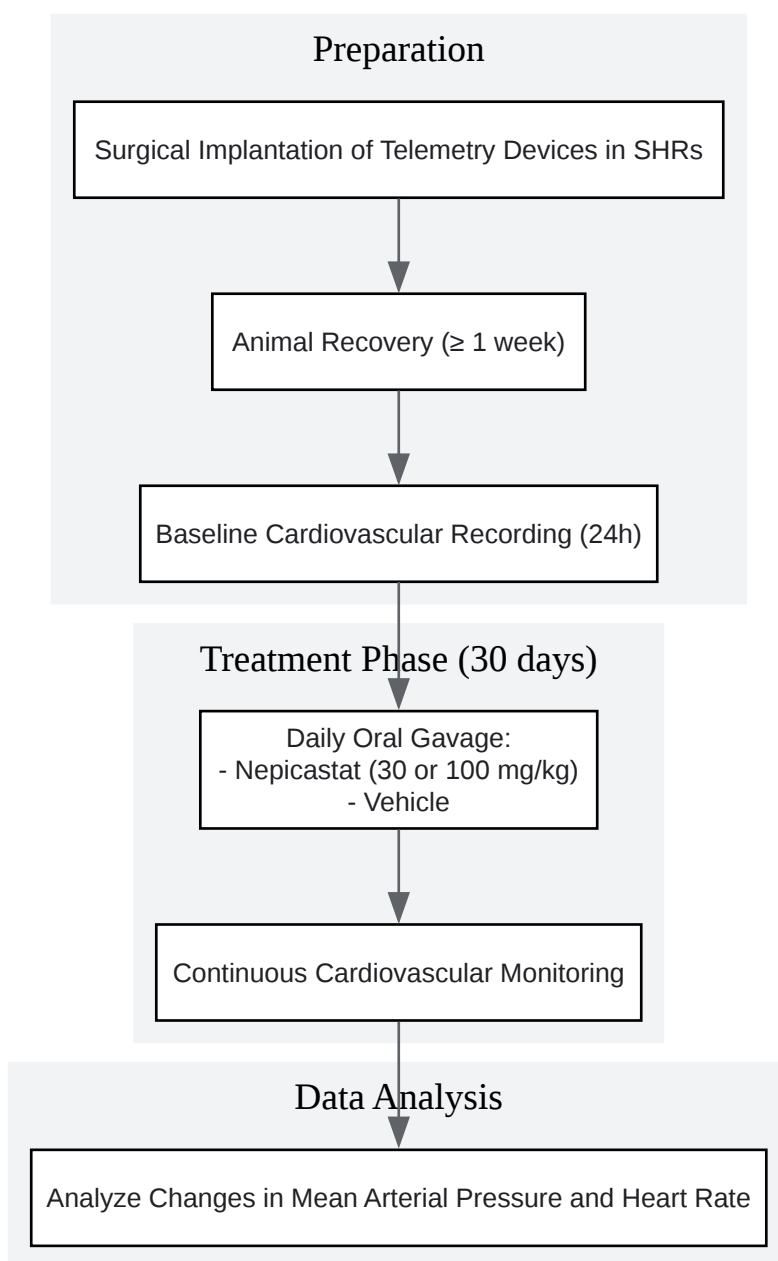 Preparation
Surgical Implantation of Telemetry Devices in SHRs
Animal Recovery (≥ 1 week)
Baseline Cardiovascular Recording (24h)
Treatment Phase (30 days)
Daily Oral Gavage:
- Nepicastat (30 or 100 mg/kg)
- Vehicle
Continuous Cardiovascular Monitoring
Data Analysis
Analyze Changes in Mean Arterial Pressure and Heart Rate